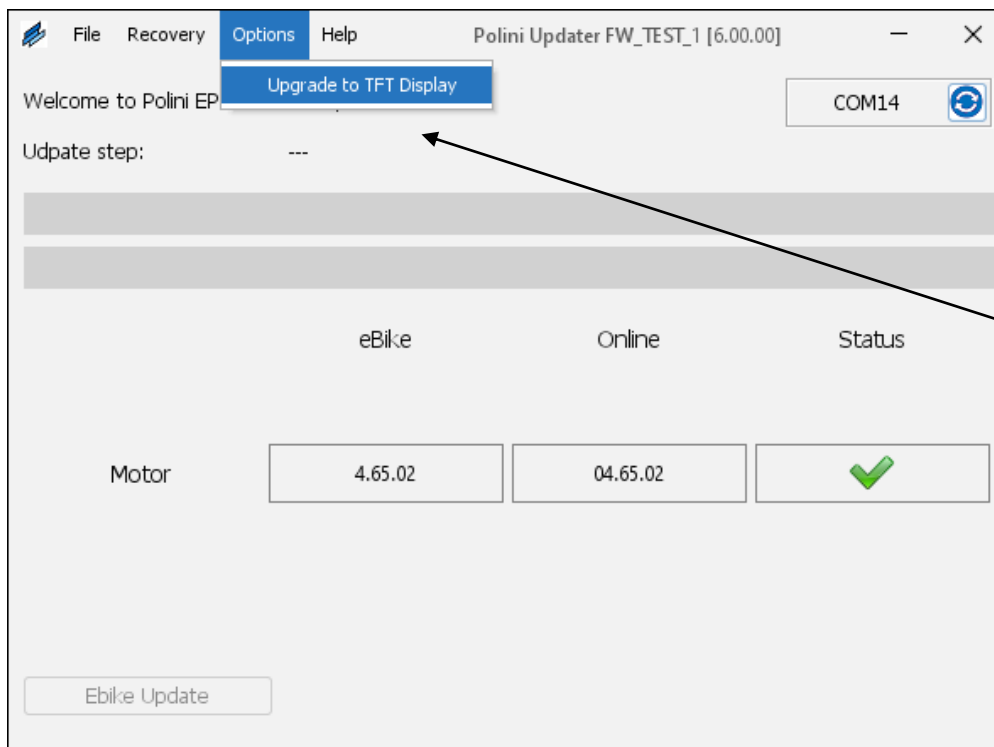 File Recovery Options Help Polini Updater FW_TEST_1 [6.00.00]
Upgrade to TFT Display
Welcome to Polini EP
COM14
Udpate step: ---
eBike Online Status
Motor 4.65.02 04.65.02
Ebike Update